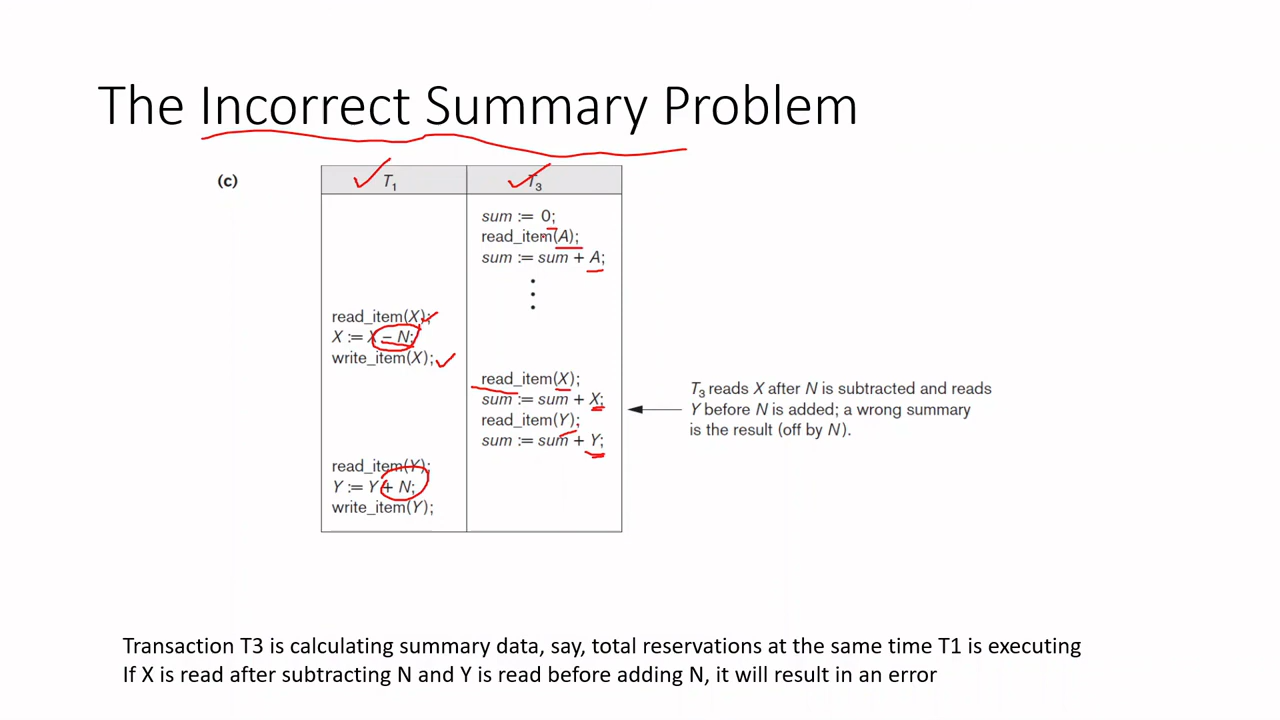 The Incorrect Summary Problem
(c)
T1
T3
sum := 0;
read_item(A);
sum := sum + A;
read_item(X);
X := X – N;
write_item(X);
read_item(X);
sum := sum + X;
read_item(Y);
sum := sum + Y;
T3 reads X after N is subtracted and reads
Y before N is added; a wrong summary
is the result (off by N).
read_item(Y);
Y := Y + N;
write_item(Y);
Transaction T3 is calculating summary data, say, total reservations at the same time T1 is executing
If X is read after subtracting N and Y is read before adding N, it will result in an error